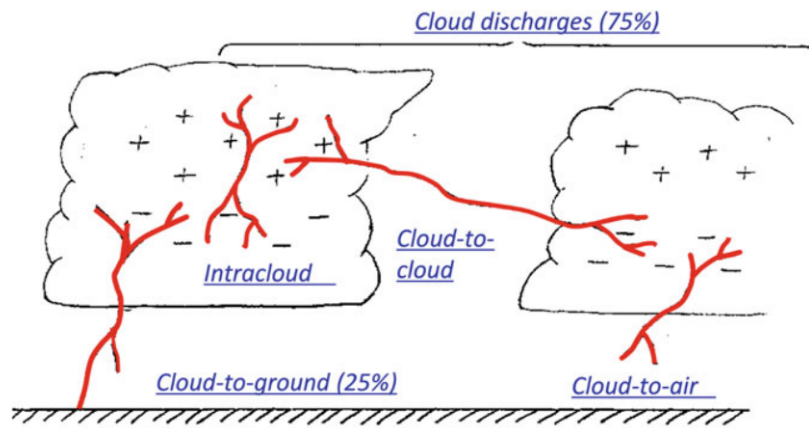 Cloud discharges (75%)
Intracloud
Cloud-to-
cloud
Cloud-to-ground (25%)
Cloud-to-air